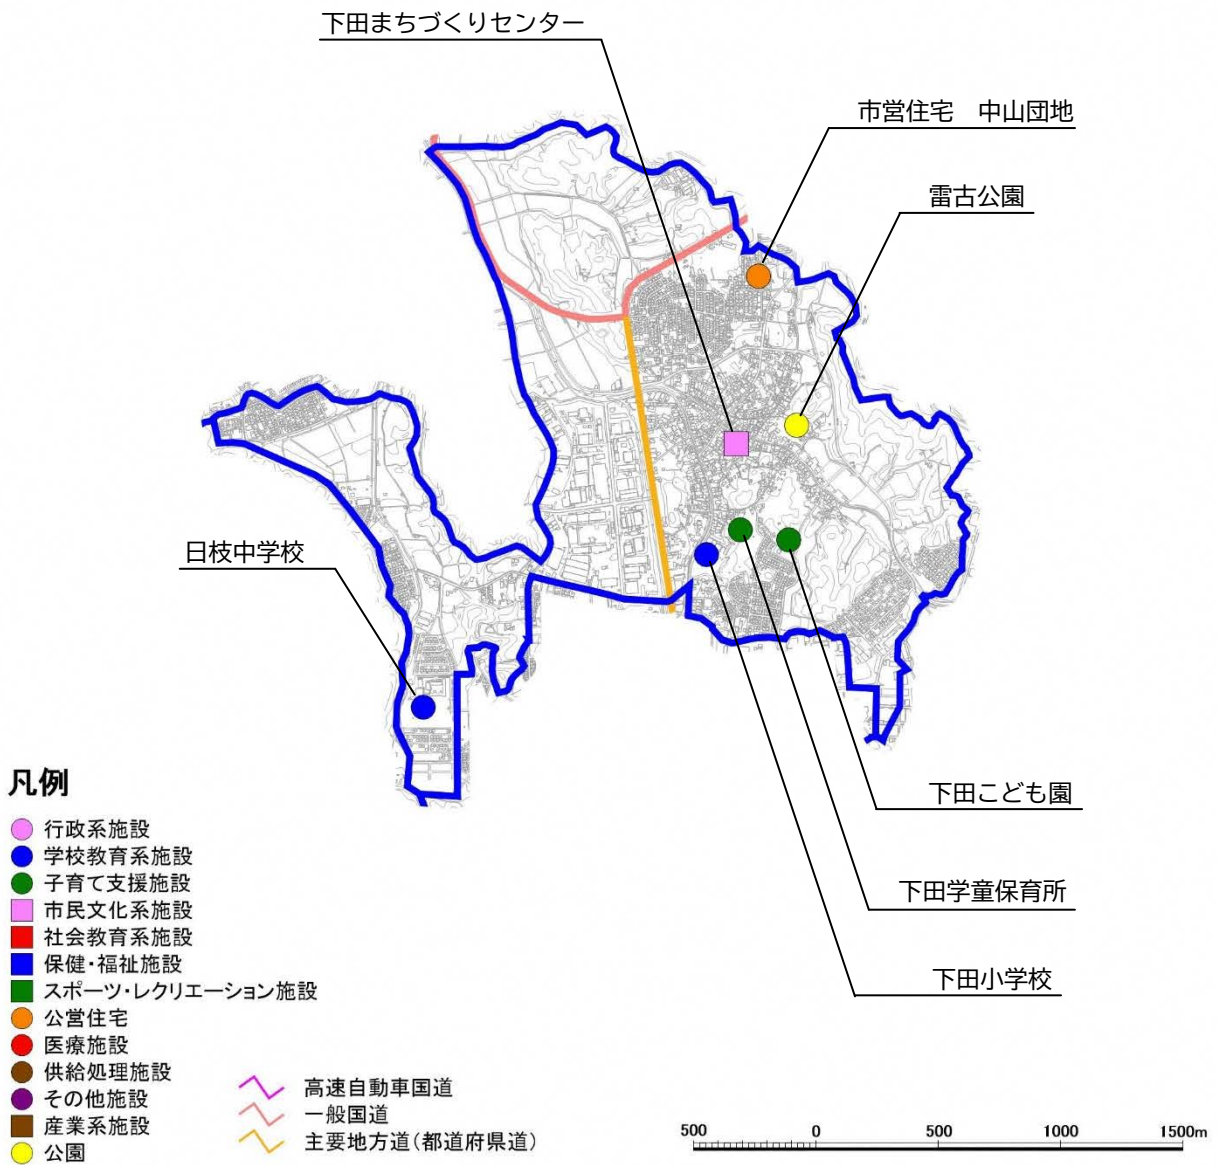 下田まちづくりセンター
市営住宅　中山団地
雷古公園
日枝中学校
下田こども園
下田学童保育所
下田小学校
凡例
行政系施設
学校教育系施設
子育て支援施設
市民文化系施設
社会教育系施設
保健・福祉施設
スポーツ・レクリエーション施設
公営住宅
医療施設
供給処理施設
その他施設
産業系施設
公園
高速自動車国道
一般国道
主要地方道(都道府県道)
500 0 500 1000 1500m